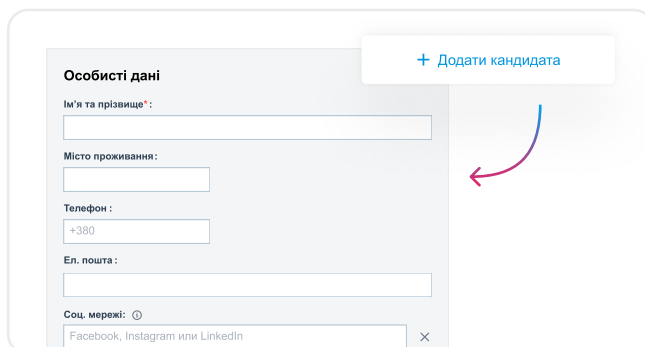 + Додати кандидата
Особисті дані
Ім'я та прізвище* :
Місто проживання :
Телефон :
+380
Ел. пошта :
Соц. мережі:
Facebook, Instagram или LinkedIn